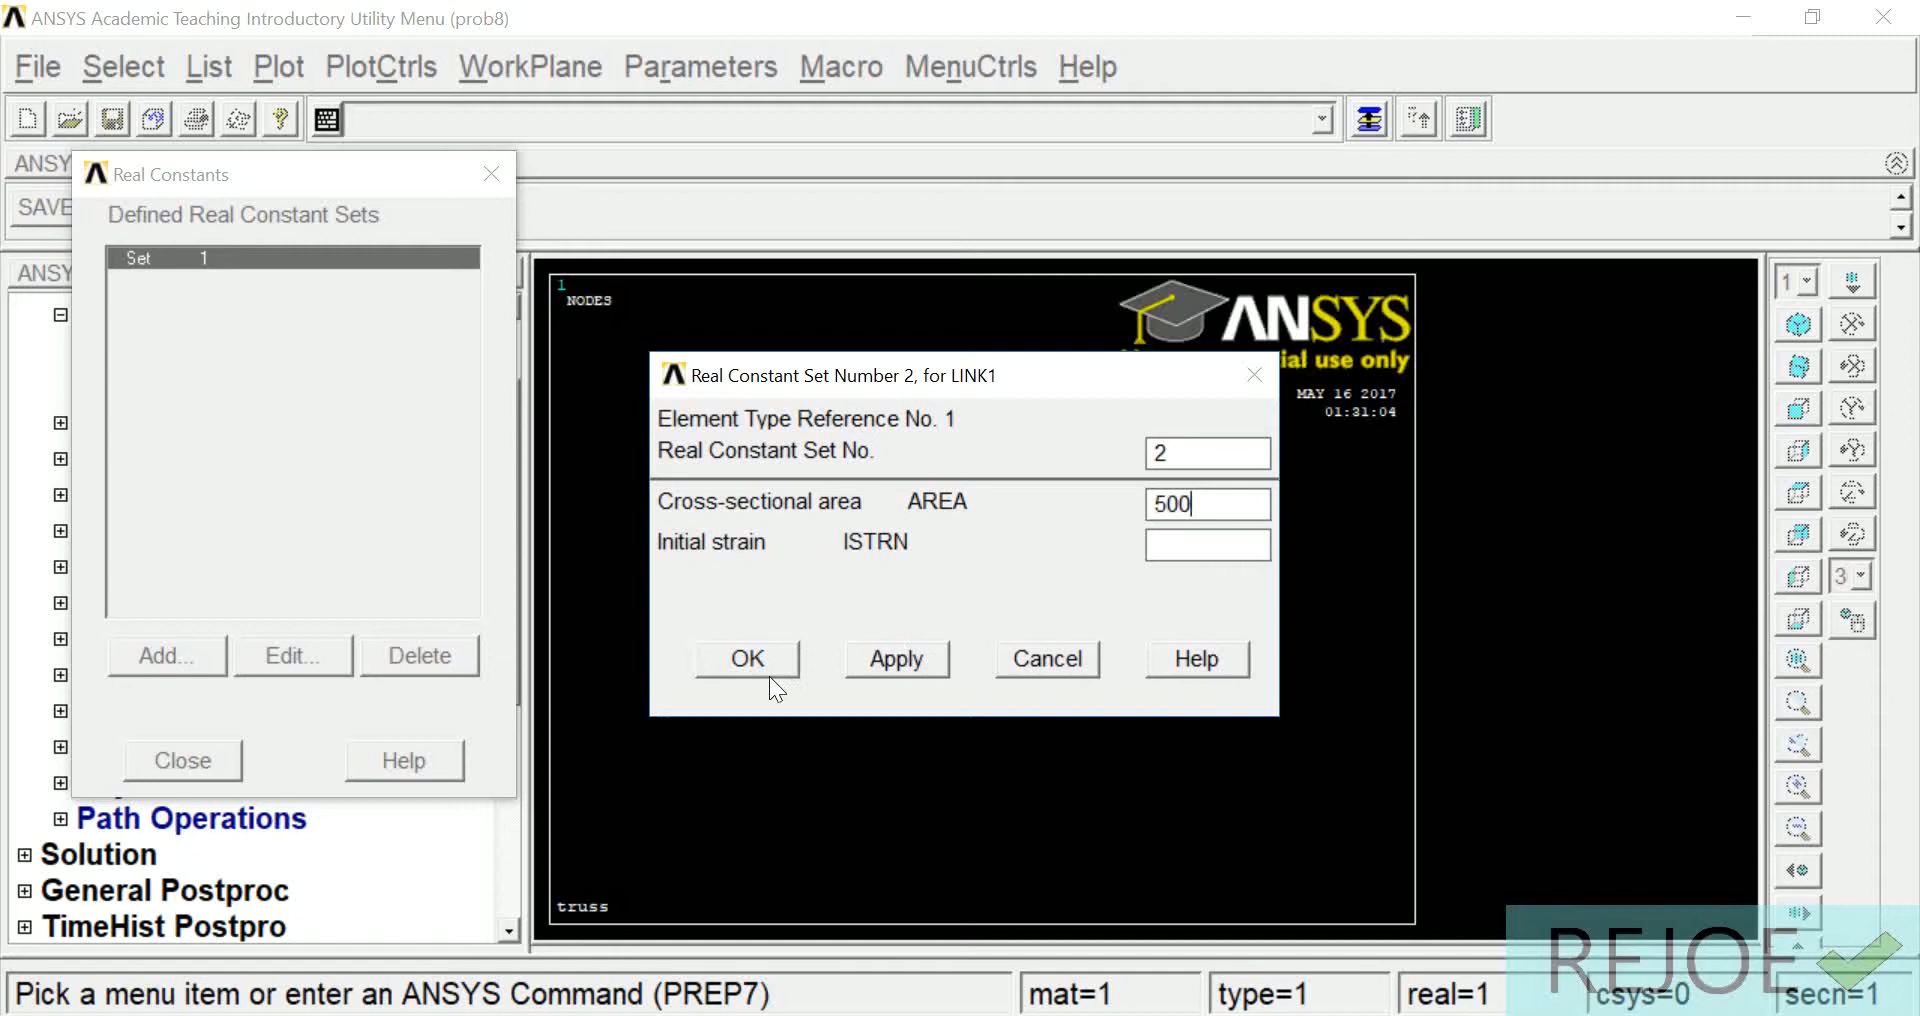 ANSYS Academic Teaching Introductory Utility Menu (prob8)
File Select List Plot PlotCtrls WorkPlane Parameters Macro MenuCtrls Help
ANSY
Real Constants
SAVE
Defined Real Constant Sets
Set 1
ANSY
Add... Edit... Delete
Close Help
Path Operations
Solution
General Postproc
TimeHist Postpro
1
NODES
ANSYS
ial use only
MAY 16 2017
01:31:04
Real Constant Set Number 2, for LINK1
Element Type Reference No. 1
Real Constant Set No. 2
Cross-sectional area AREA 500
Initial strain ISTRN
OK Apply Cancel Help
truss
1
3
REJOE
Pick a menu item or enter an ANSYS Command (PREP7) mat=1 type=1 real=1 csys=0 secn=1